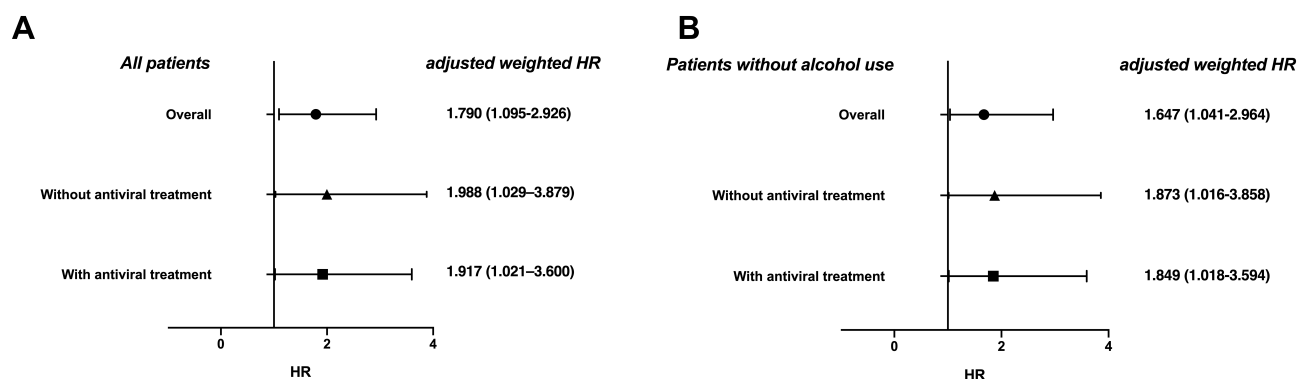 A
All patients adjusted weighted HR
Overall 1.790 (1.095-2.926)
Without antiviral treatment 1.988 (1.029–3.879)
With antiviral treatment 1.917 (1.021–3.600)
0 2 4
HR
B
Patients without alcohol use adjusted weighted HR
Overall 1.647 (1.041-2.964)
Without antiviral treatment 1.873 (1.016-3.858)
With antiviral treatment 1.849 (1.018-3.594)
0 2 4
HR